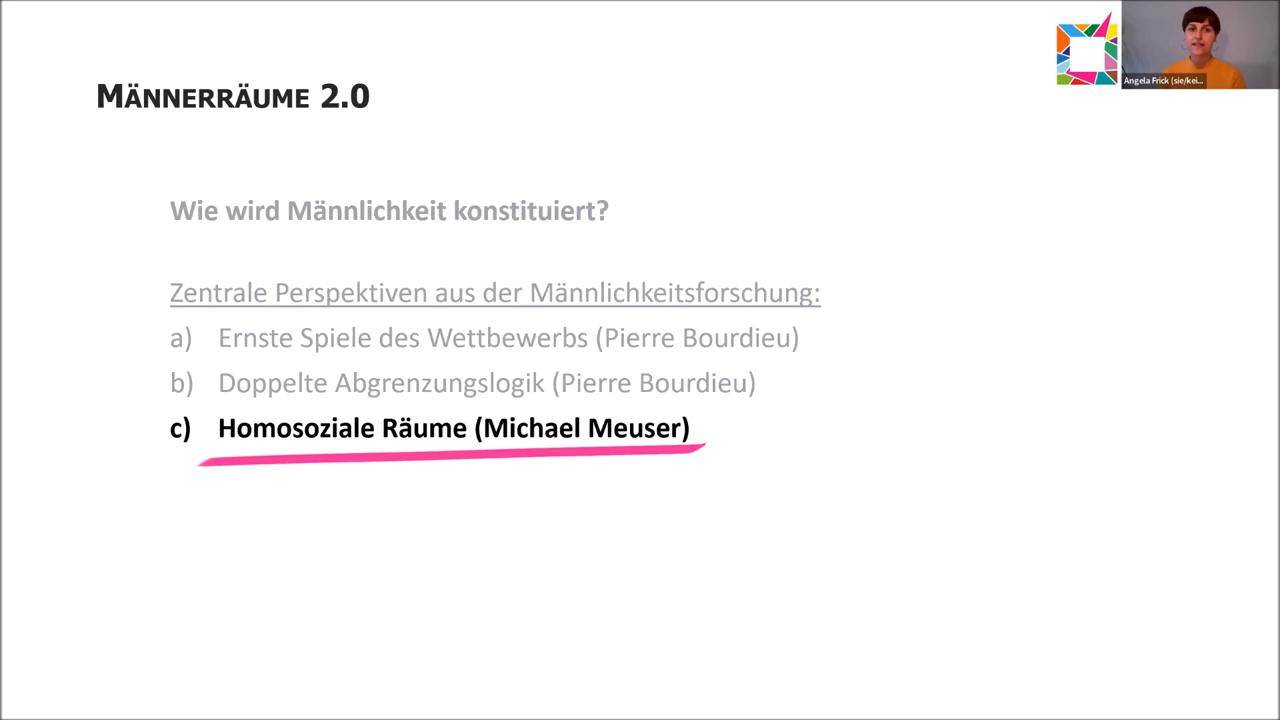 Angela Frick (sie/kei...
MÄNNERRÄUME 2.0
Wie wird Männlichkeit konstituiert?
Zentrale Perspektiven aus der Männlichkeitsforschung:
a) Ernste Spiele des Wettbewerbs (Pierre Bourdieu)
b) Doppelte Abgrenzungslogik (Pierre Bourdieu)
c) Homosoziale Räume (Michael Meuser)